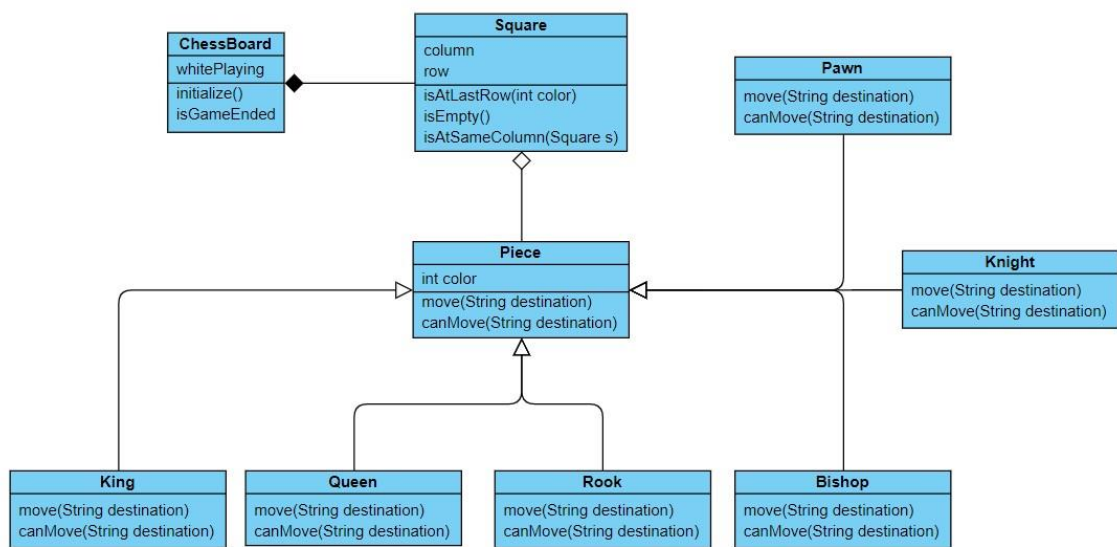 ChessBoard
whitePlaying
initialize()
isGameEnded
Square
column
row
isAtLastRow(int color)
isEmpty()
isAtSameColumn(Square s)
Pawn
move(String destination)
canMove(String destination)
Piece
int color
move(String destination)
canMove(String destination)
Knight
move(String destination)
canMove(String destination)
King
move(String destination)
canMove(String destination)
Queen
move(String destination)
canMove(String destination)
Rook
move(String destination)
canMove(String destination)
Bishop
move(String destination)
canMove(String destination)